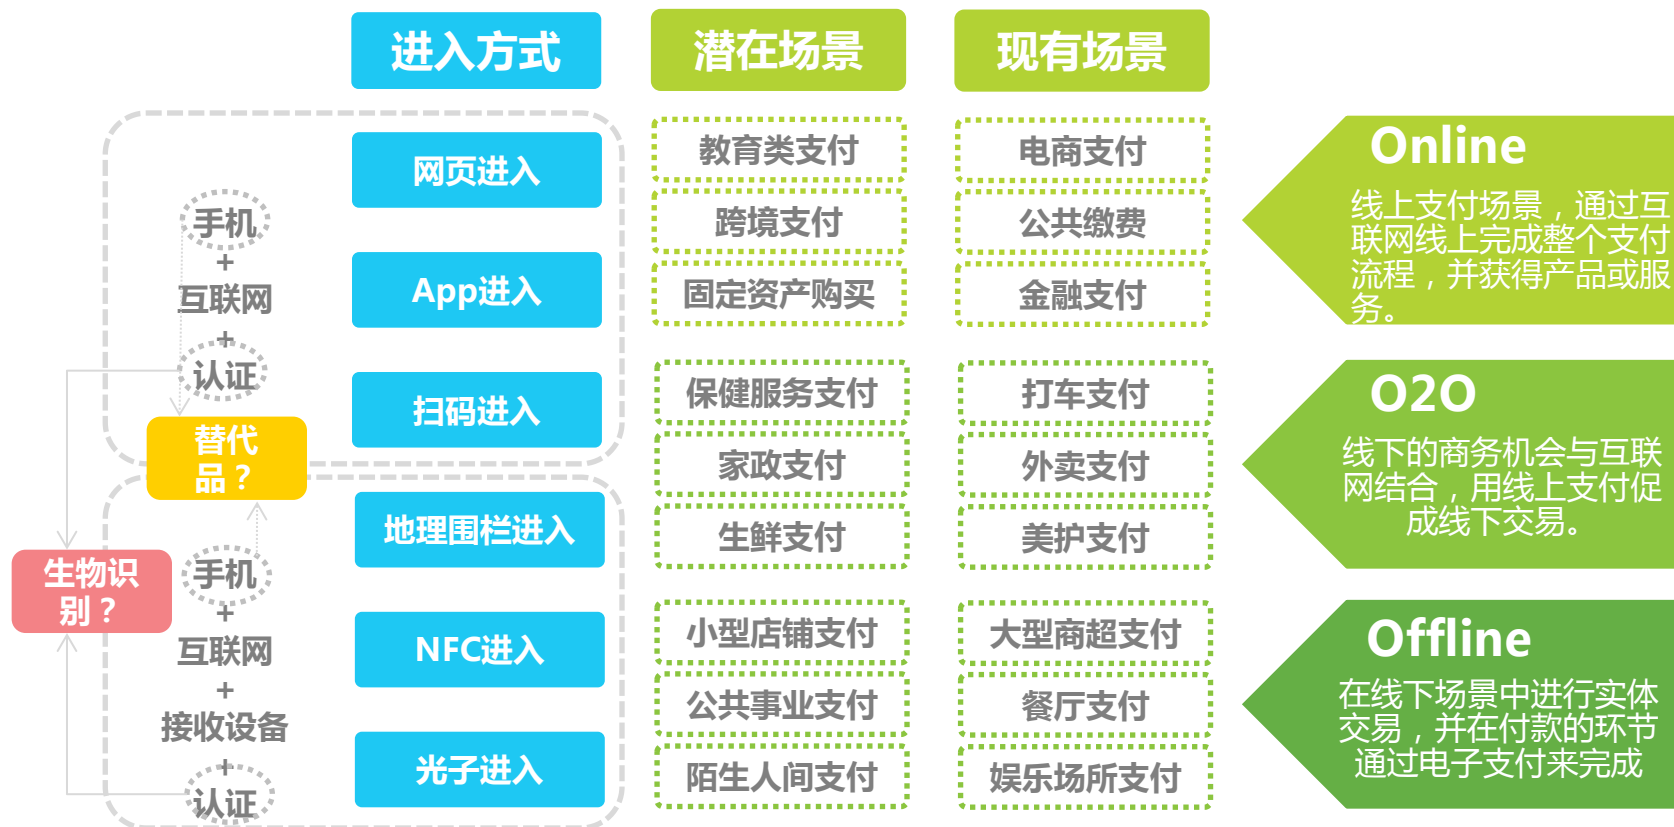 进入方式
潜在场景
现有场景
手机
+
互联网
+
认证
替代
品？
生物识
别？
手机
+
互联网
+
接收设备
+
认证
网页进入
App进入
扫码进入
地理围栏进入
NFC进入
光子进入
教育类支付
跨境支付
固定资产购买
保健服务支付
家政支付
生鲜支付
小型店铺支付
公共事业支付
陌生人间支付
电商支付
公共缴费
金融支付
打车支付
外卖支付
美护支付
大型商超支付
餐厅支付
娱乐场所支付
Online
线上支付场景，通过互
联网线上完成整个支付
流程，并获得产品或服
务。
O2O
线下的商务机会与互联
网结合，用线上支付促
成线下交易。
Offline
在线下场景中进行实体
交易，并在付款的环节
通过电子支付来完成